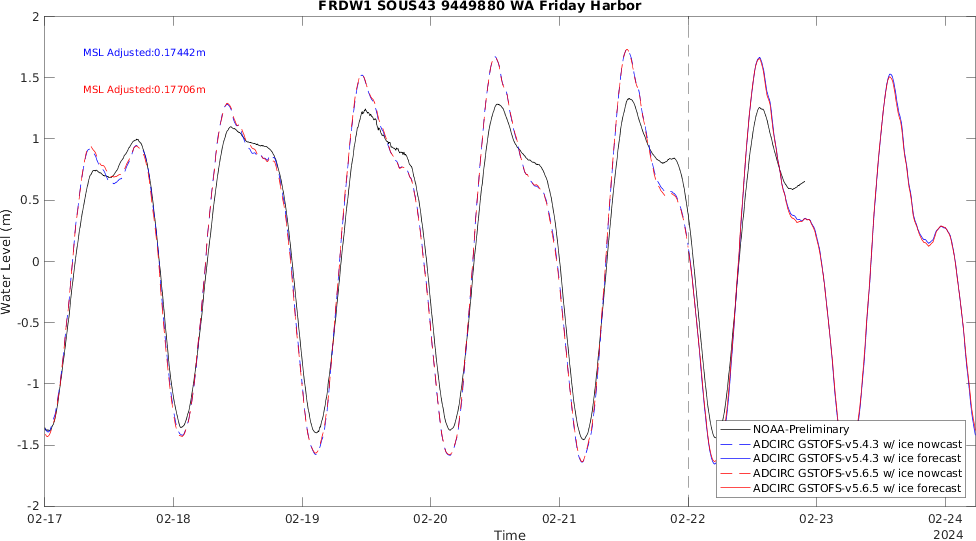 FRDW1 SOUS43 9449880 WA Friday Harbor
MSL Adjusted:0.17442m
MSL Adjusted:0.17706m
Water Level (m)
2
1.5
1
0.5
0
-0.5
-1
-1.5
-2
NOAA-Preliminary
ADCIRC GSTOFS-v5.4.3 w/ ice nowcast
ADCIRC GSTOFS-v5.4.3 w/ ice forecast
ADCIRC GSTOFS-v5.6.5 w/ ice nowcast
ADCIRC GSTOFS-v5.6.5 w/ ice forecast
02-17 02-18 02-19 02-20 02-21 02-22 02-23 02-24
Time
2024